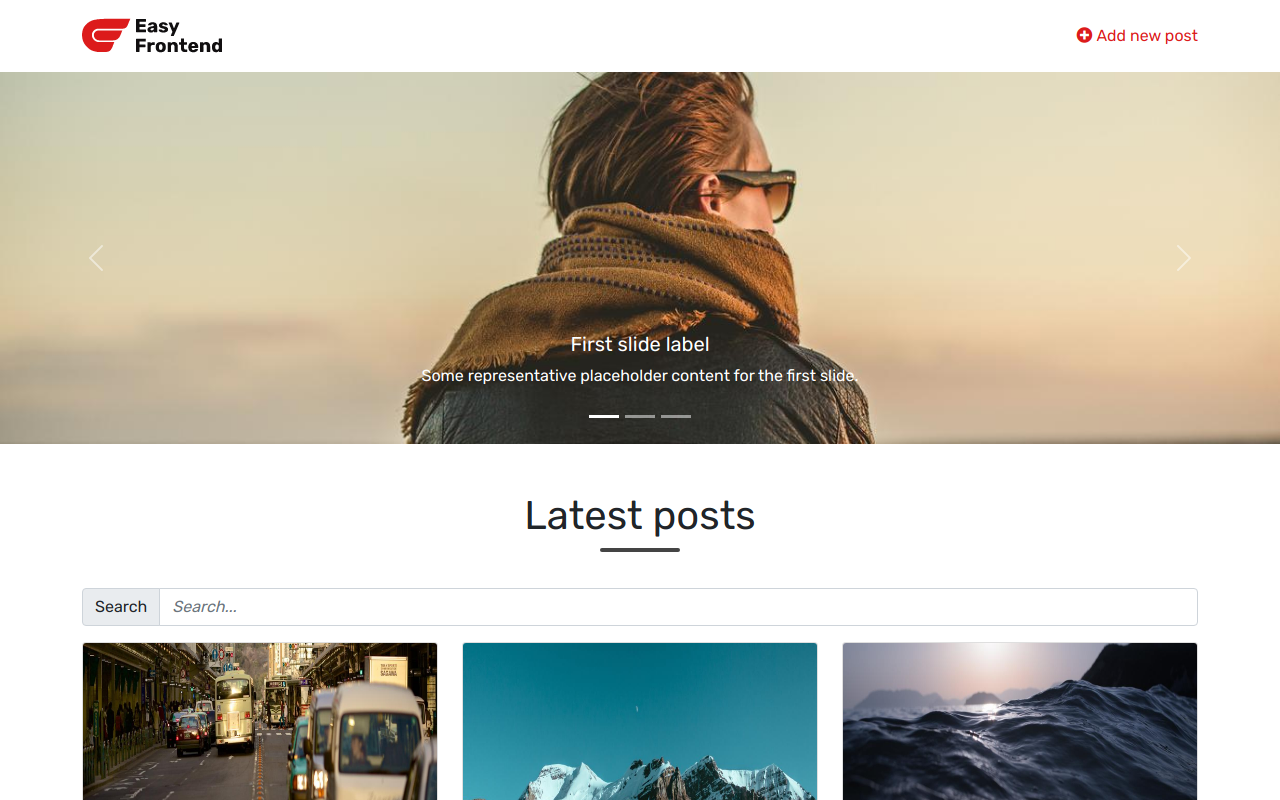 Easy
Frontend
Add new post
First slide label
Some representative placeholder content for the first slide.
Latest posts
Search
Search...
SAGAWA